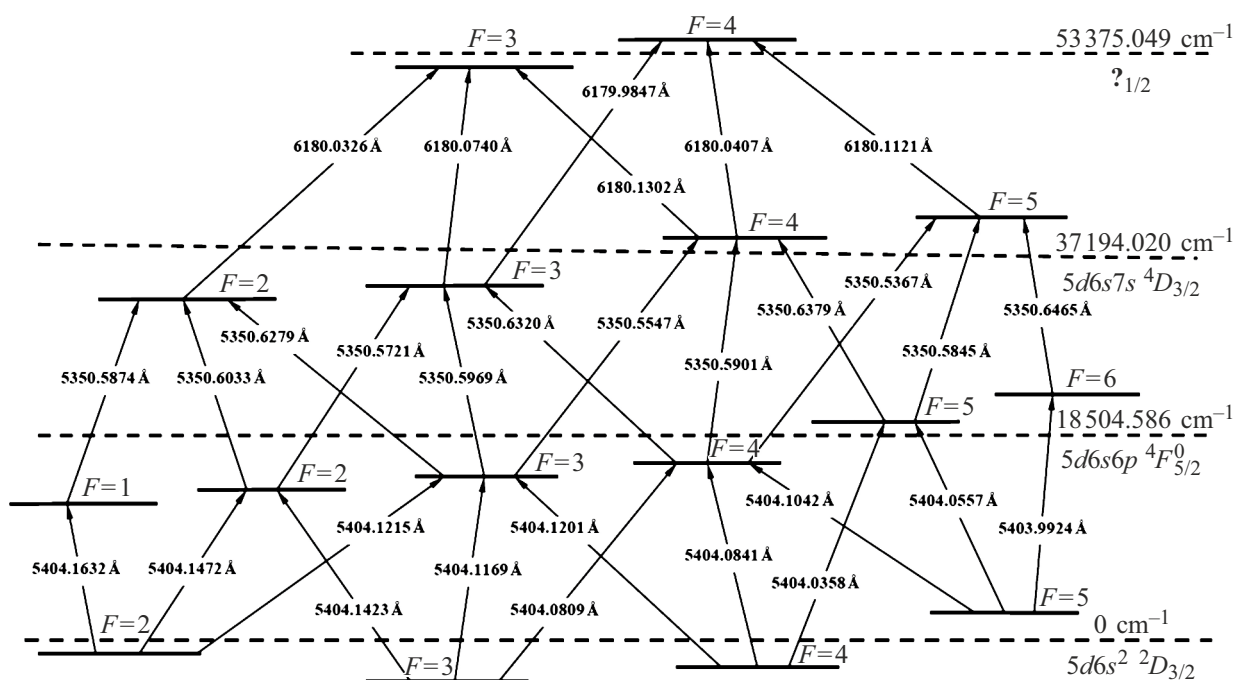 F=3
F=4
53375.049 cm⁻¹
?₁/₂
6179.9847 Å
6180.0326 Å
6180.0740 Å
6180.0407 Å
6180.1121 Å
6180.1302 Å
F=5
F=4
37194.020 cm⁻¹
F=3
F=2
5d6s7s ⁴D₃/₂
5350.5367 Å
5350.6279 Å
5350.5721 Å
5350.6320 Å
5350.5547 Å
5350.6379 Å
5350.6465 Å
5350.5874 Å
5350.6033 Å
5350.5969 Å
5350.5901 Å
5350.5845 Å
F=6
F=5
18504.586 cm⁻¹
F=4
F=3
5d6s6p ⁴F⁰₅/₂
F=2
F=1
5404.1215 Å
5404.1201 Å
5404.1042 Å
5404.0557 Å
5403.9924 Å
5404.1632 Å
5404.1472 Å
5404.1169 Å
5404.0841 Å
5404.0358 Å
5404.1423 Å
5404.0809 Å
F=5
F=2
0 cm⁻¹
F=3
F=4
5d6s² ²D₃/₂